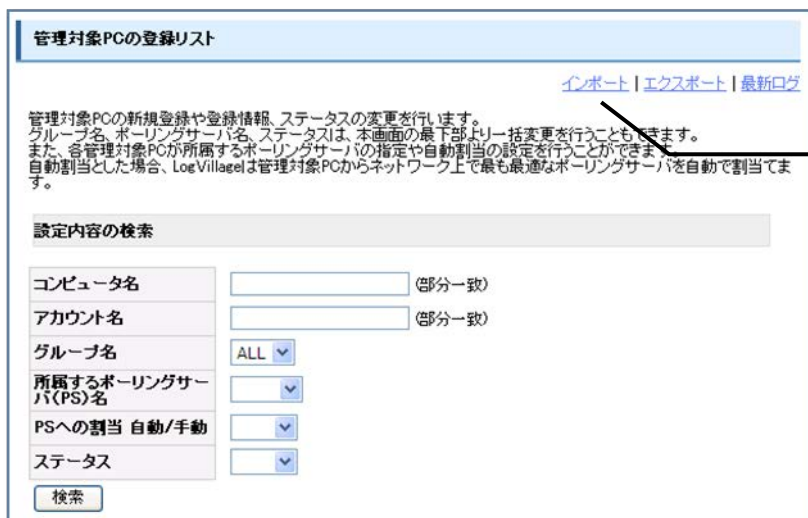 管理対象PCの登録リスト
インポート | エクスポート | 最新ログ
管理対象PCの新規登録や登録情報、ステータスの変更を行います。
グループ名、ポーリングサーバ名、ステータスは、本画面の最下部より一括変更を行うこともできます。
また、各管理対象PCが所属するポーリングサーバの指定や自動割当の設定を行うことができます。
自動割当とした場合、LogVillageは管理対象PCからネットワーク上で最も最適なポーリングサーバを自動で割当てま
す。
設定内容の検索
コンピュータ名 (部分一致)
アカウント名 (部分一致)
グループ名 ALL
所属するポーリングサー
バ(PS)名
PSへの割当 自動/手動
ステータス
検索